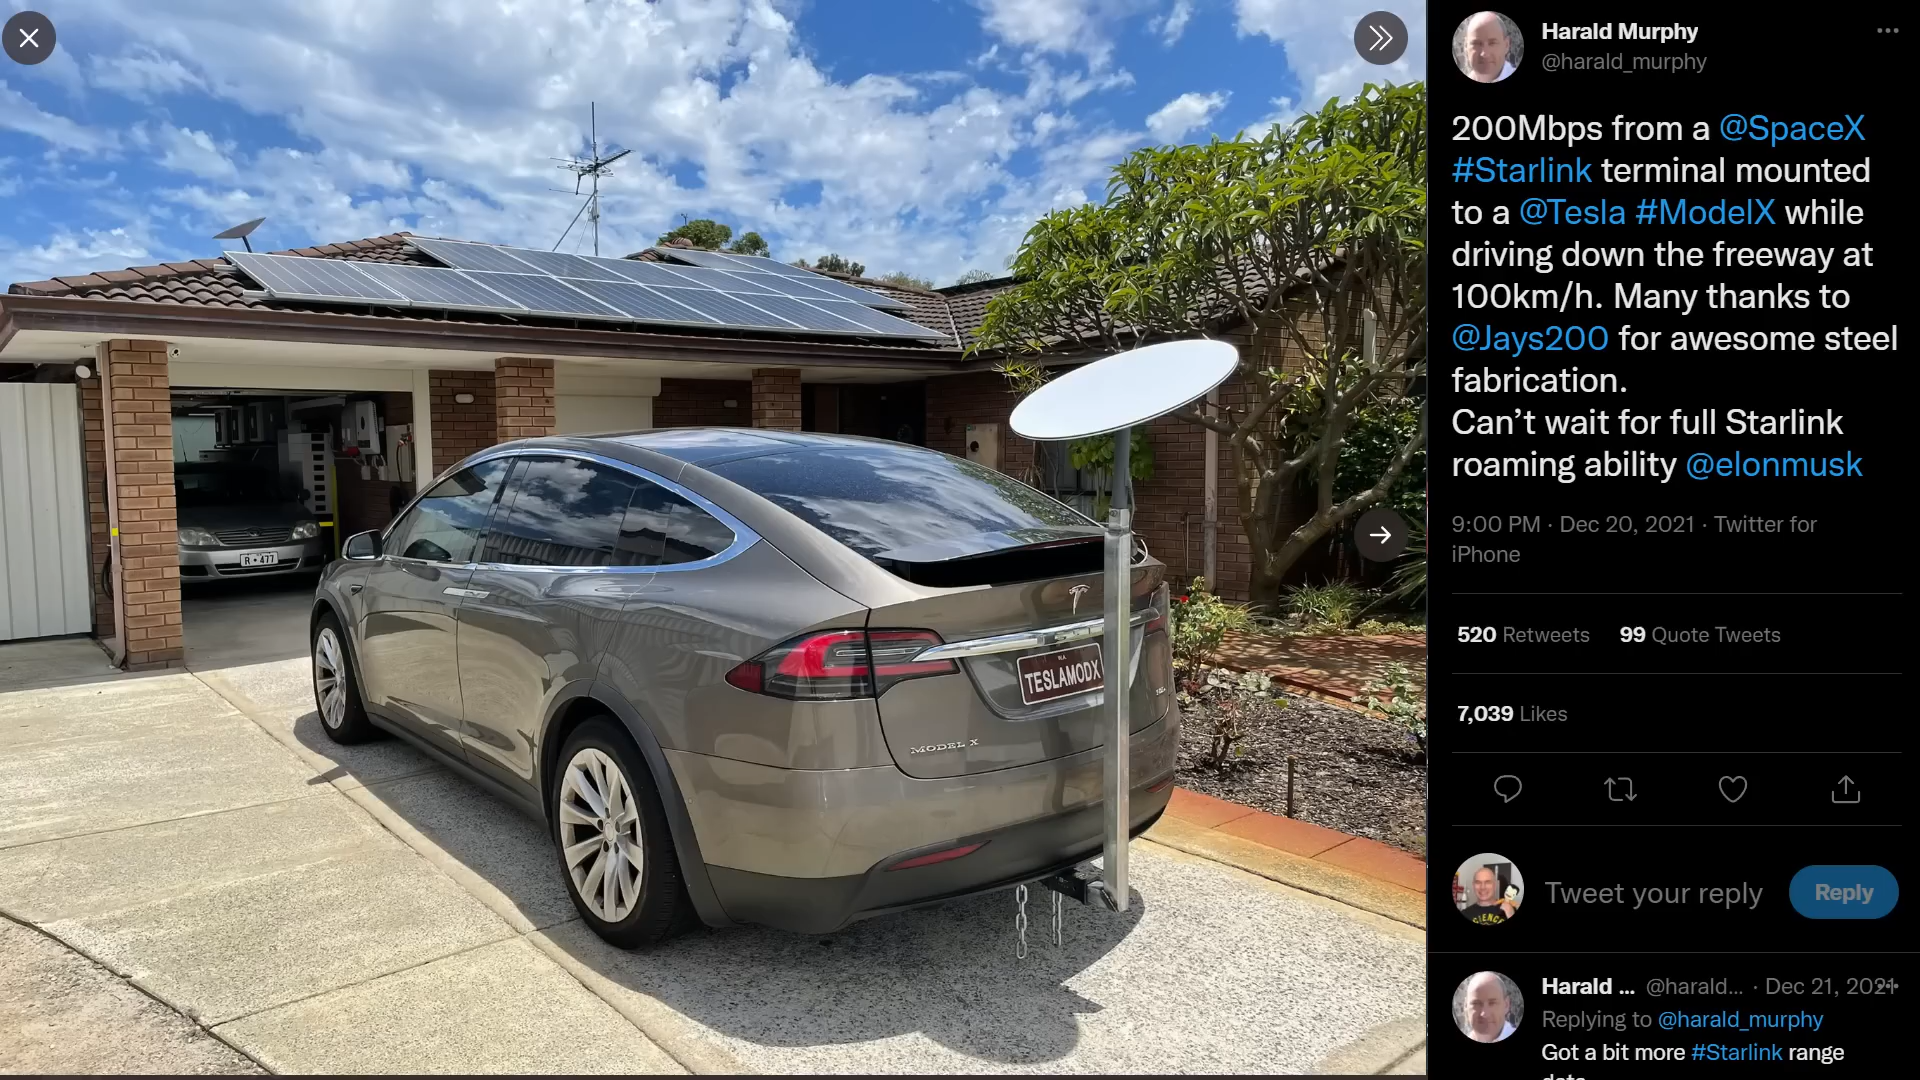 Harald Murphy
@harald_murphy
200Mbps from a @SpaceX
#Starlink terminal mounted
to a @Tesla #ModelX while
driving down the freeway at
100km/h. Many thanks to
@Jays200 for awesome steel
fabrication.
Can’t wait for full Starlink
roaming ability @elonmusk
9:00 PM · Dec 20, 2021 · Twitter for
iPhone
520 Retweets 99 Quote Tweets
7,039 Likes
Tweet your reply
Reply
Harald ... @harald... · Dec 21, 2021
Replying to @harald_murphy
Got a bit more #Starlink range
R·477
WA
TESLAMODX
MODEL X